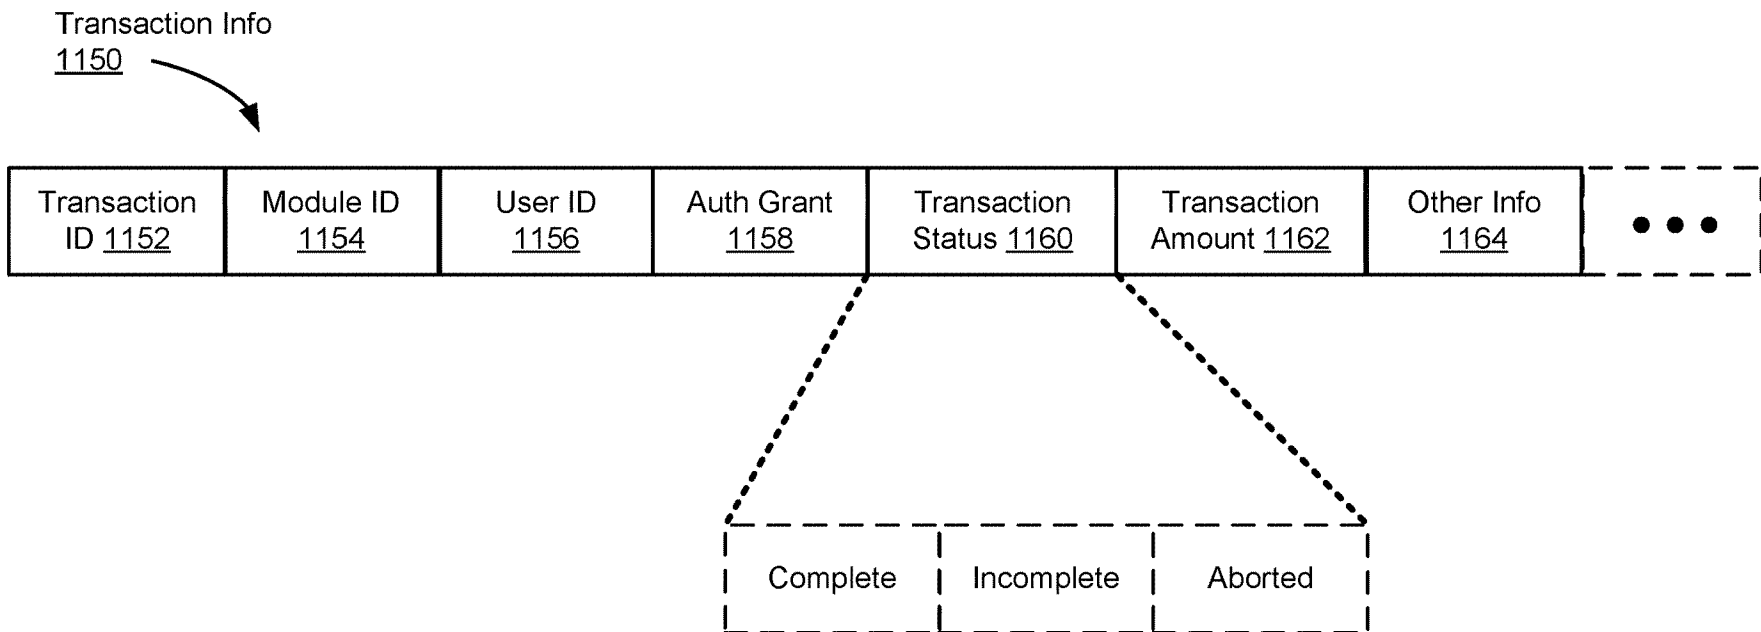 Transaction Info
1150
Transaction
ID 1152
Module ID
1154
User ID
1156
Auth Grant
1158
Transaction
Status 1160
Transaction
Amount 1162
Other Info
1164
Complete
Incomplete
Aborted